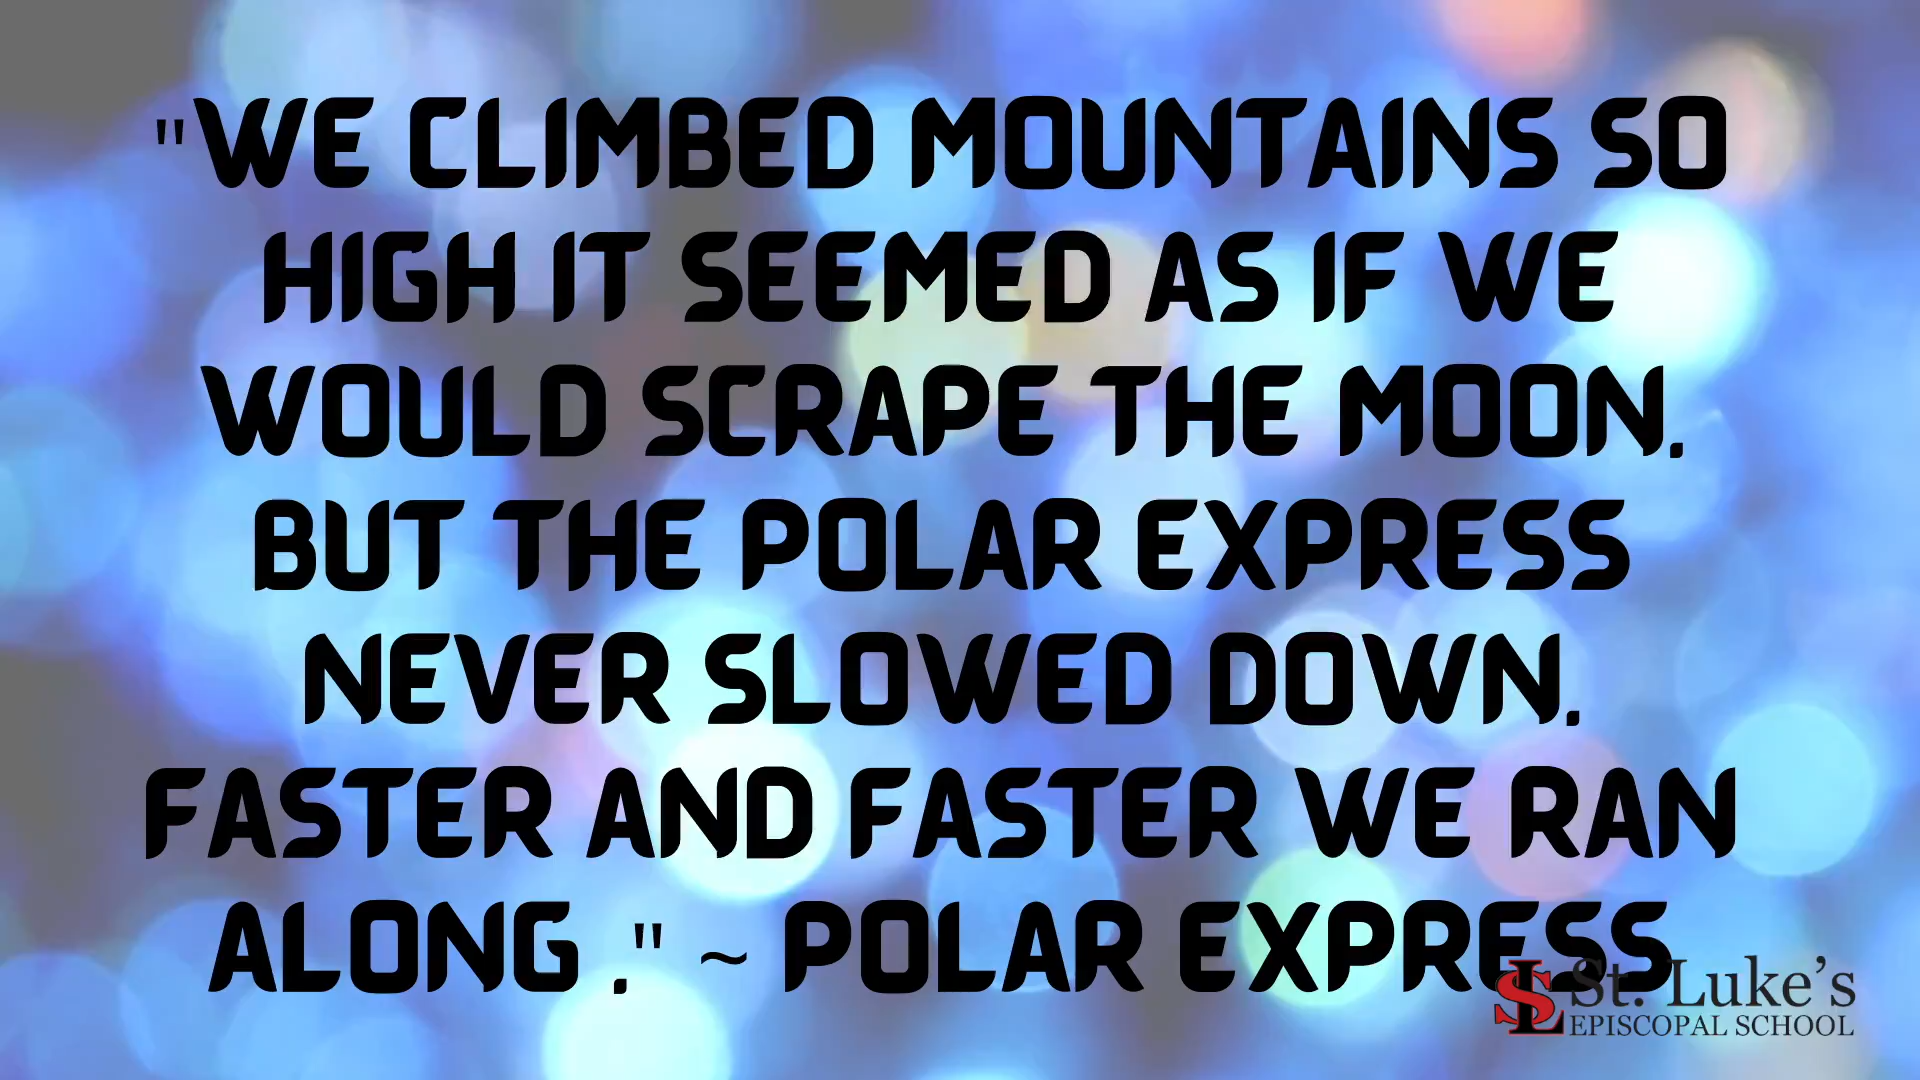 "WE CLIMBED MOUNTAINS SO
HIGH IT SEEMED AS IF WE
WOULD SCRAPE THE MOON.
BUT THE POLAR EXPRESS
NEVER SLOWED DOWN.
FASTER AND FASTER WE RAN
ALONG ." ~ POLAR EXPRESS
SL St. Luke's
EPISCOPAL SCHOOL